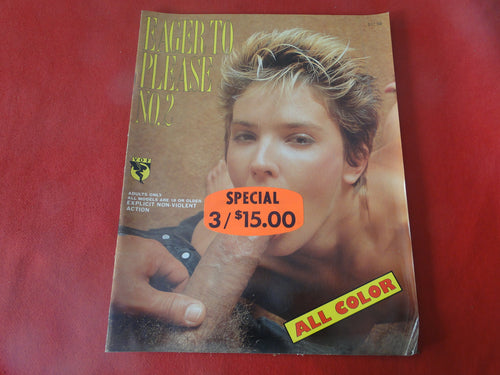 EAGER TO
PLEASE
NO.2
V.O.F
ADULTS ONLY
ALL MODELS ARE 18 OR OLDER
EXPLICIT NON-VIOLENT
ACTION
SPECIAL
3/$15.00
ALL COLOR